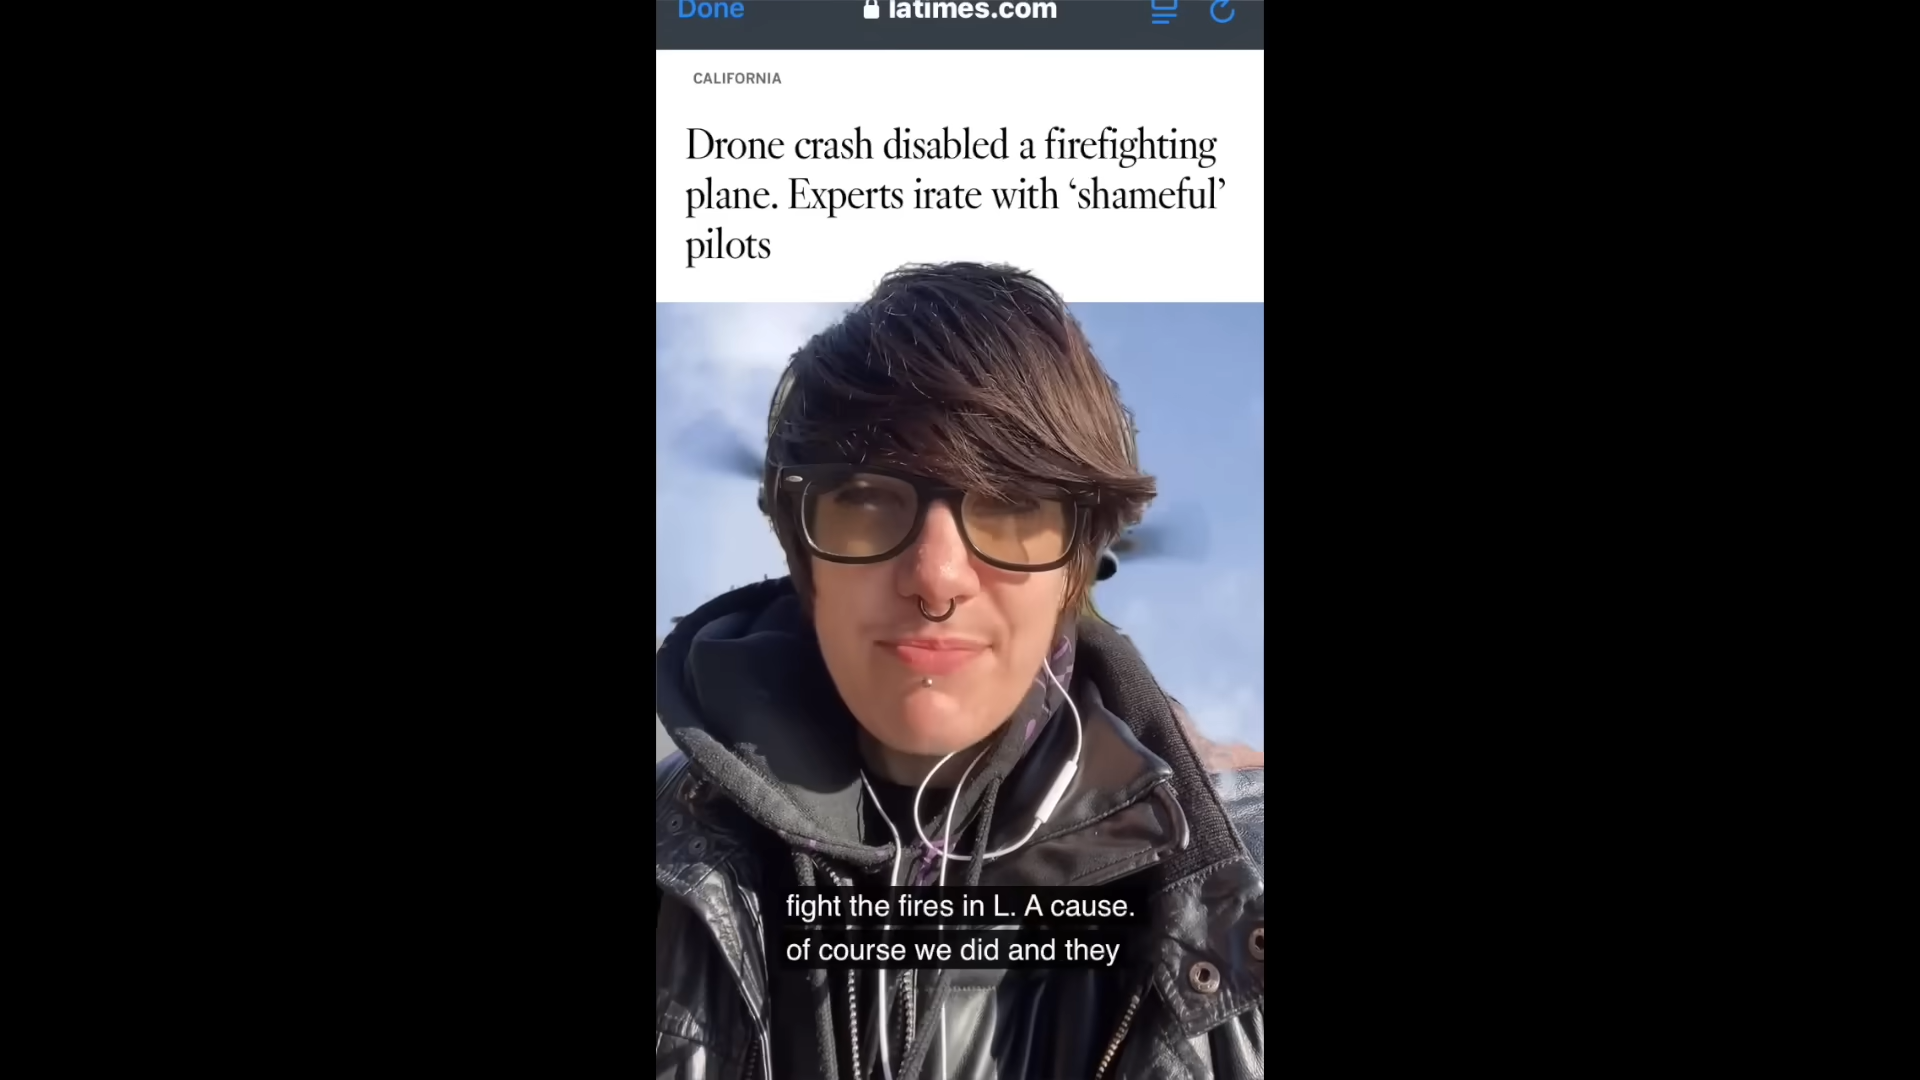 Done
latimes.com
CALIFORNIA
Drone crash disabled a firefighting
plane. Experts irate with ‘shameful’
pilots
fight the fires in L. A cause.
of course we did and they